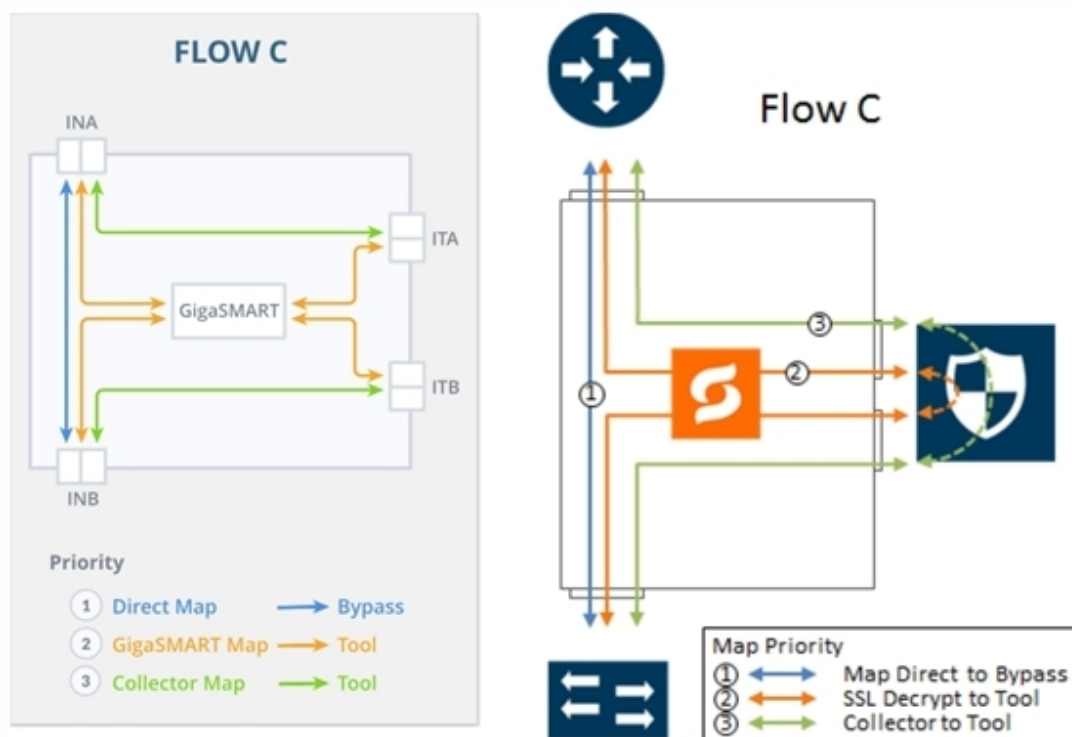 FLOW C
INA
ITA
GigaSMART
ITB
INB
Priority
1 Direct Map Bypass
2 GigaSMART Map Tool
3 Collector Map Tool
Flow C
3
2
1
Map Priority
1 Map Direct to Bypass
2 SSL Decrypt to Tool
3 Collector to Tool